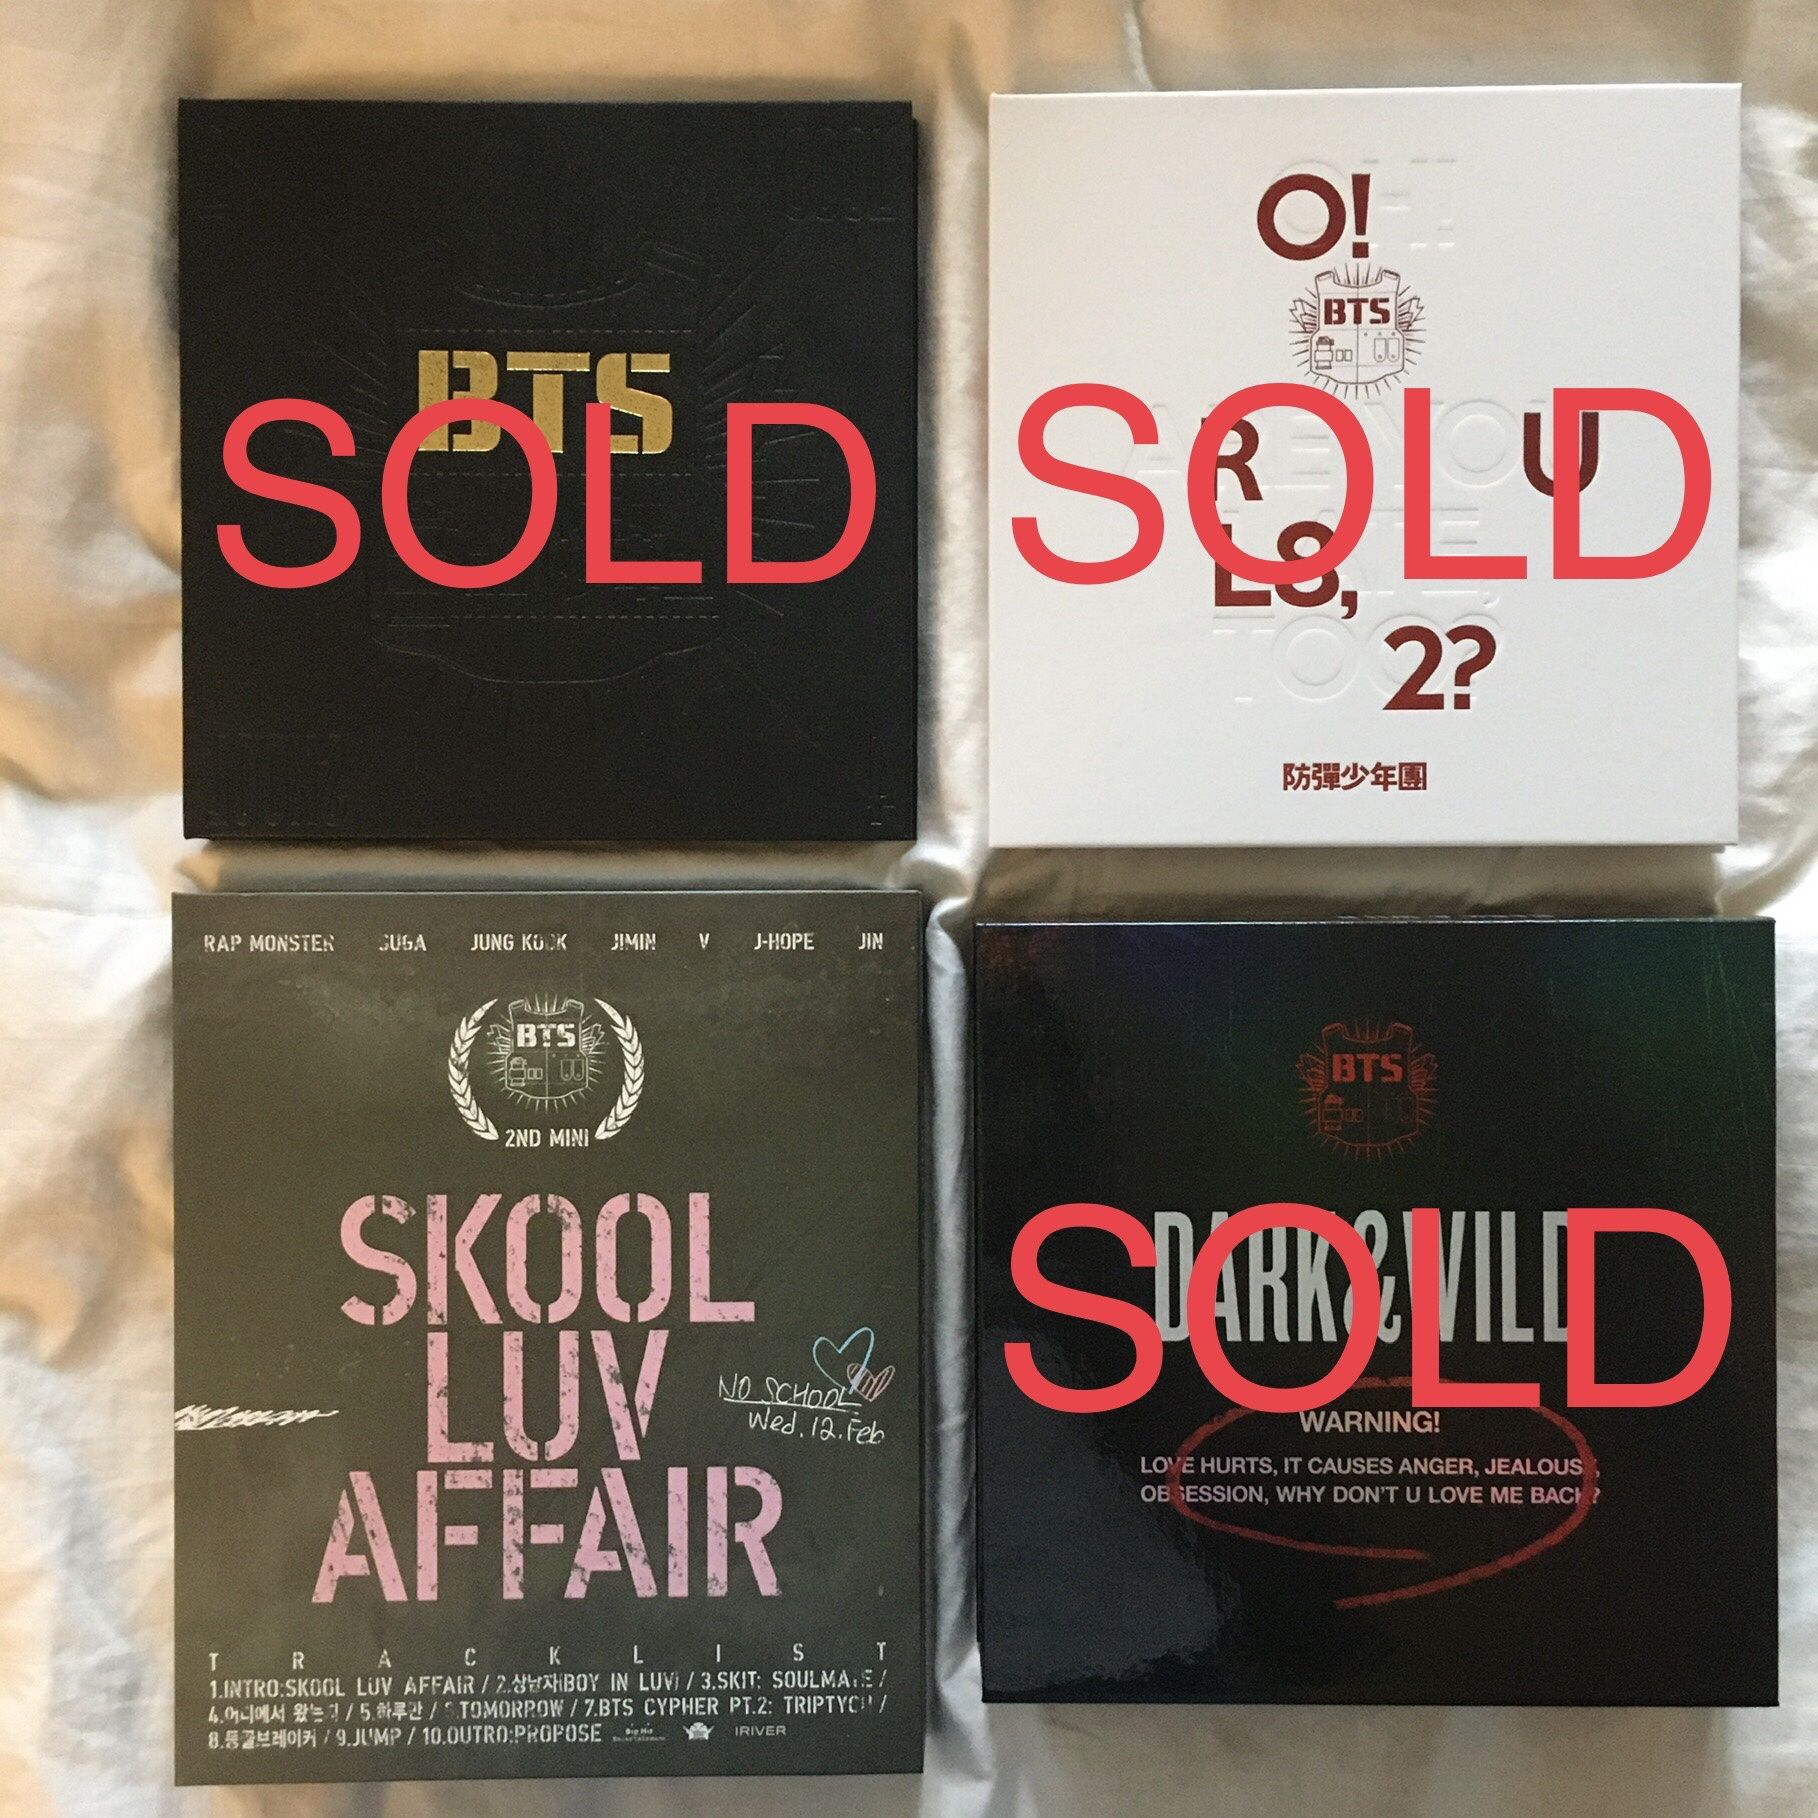 BTS
SOLD
O!
BTS
R U
SOLD
L8,
2?
防彈少年團
RAP MONSTER SUGA JUNG KOOK JIMIN V J-HOPE JIN
BTS
2ND MINI
SKOOL
LUV
AFFAIR
NO SCHOOL
Wed. 12. Feb
TRACKLIST
1.INTRO:SKOOL LUV AFFAIR / 2.상남자(BOY IN LUV) / 3.SKIT: SOULMATE /
4.어디에서 왔는지 / 5.하루만 / 6.TOMORROW / 7.BTS CYPHER PT.2: TRIPTYCH /
8.등골브레이커 / 9.JUMP / 10.OUTRO:PROPOSE Big Hit Entertainment IRIVER
BTS
DARK&WILD
SOLD
WARNING!
LOVE HURTS, IT CAUSES ANGER, JEALOUSY,
OBSESSION, WHY DON'T U LOVE ME BACK?